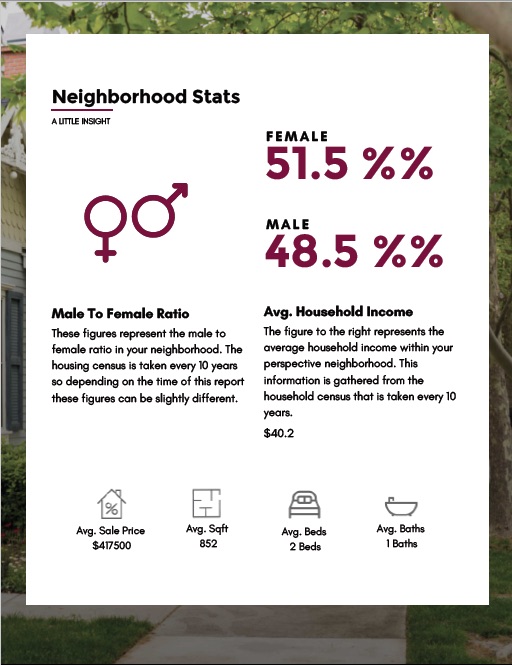 Neighborhood Stats
A LITTLE INSIGHT
FEMALE
51.5 %%
MALE
48.5 %%
Male To Female Ratio
These figures represent the male to
female ratio in your neighborhood. The
housing census is taken every 10 years
so depending on the time of this report
these figures can be slightly different.
Avg. Household Income
The figure to the right represents the
average household income within your
perspective neighborhood. This
information is gathered from the
household census that is taken every 10
years.
$40.2
%
Avg. Sale Price
$417500
Avg. Sqft
852
Avg. Beds
2 Beds
Avg. Baths
1 Baths